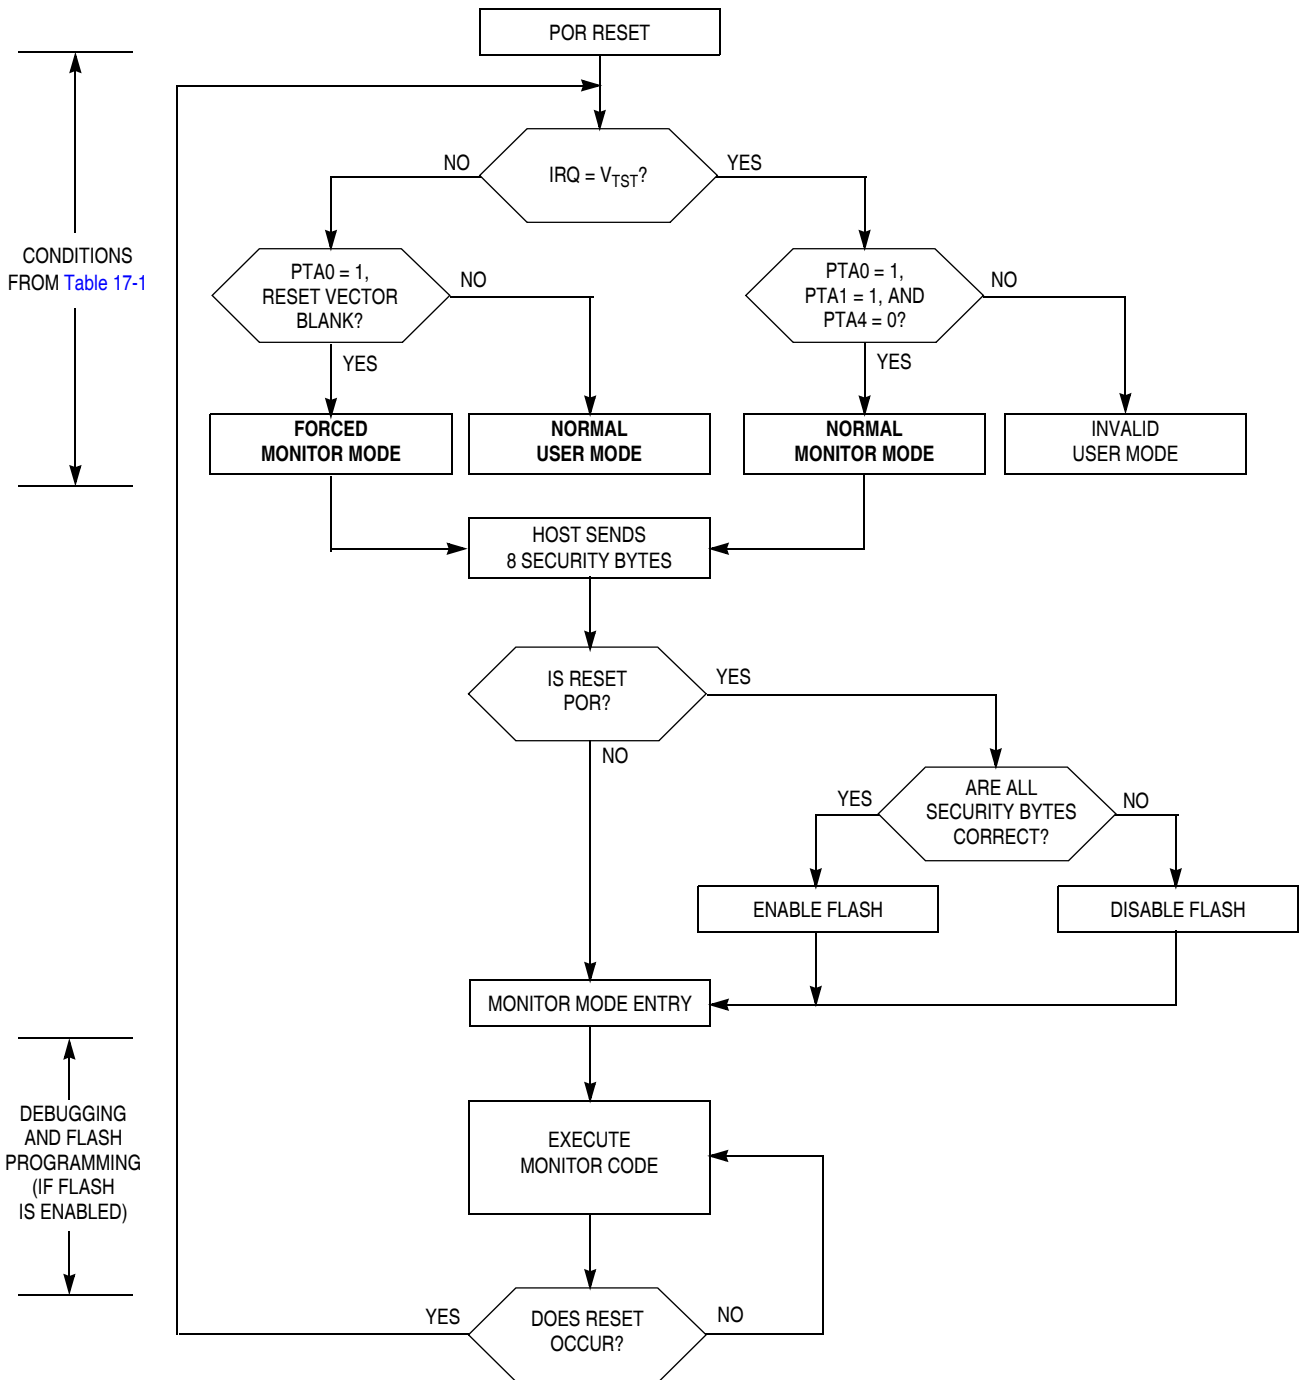 POR RESET
NO
IRQ = VTST?
YES
CONDITIONS
FROM Table 17-1
PTA0 = 1,
RESET VECTOR
BLANK?
NO
YES
PTA0 = 1,
PTA1 = 1, AND
PTA4 = 0?
NO
YES
FORCED
MONITOR MODE
NORMAL
USER MODE
NORMAL
MONITOR MODE
INVALID
USER MODE
HOST SENDS
8 SECURITY BYTES
IS RESET
POR?
YES
NO
YES
ARE ALL
SECURITY BYTES
CORRECT?
NO
ENABLE FLASH
DISABLE FLASH
MONITOR MODE ENTRY
DEBUGGING
AND FLASH
PROGRAMMING
(IF FLASH
IS ENABLED)
EXECUTE
MONITOR CODE
YES
DOES RESET
OCCUR?
NO